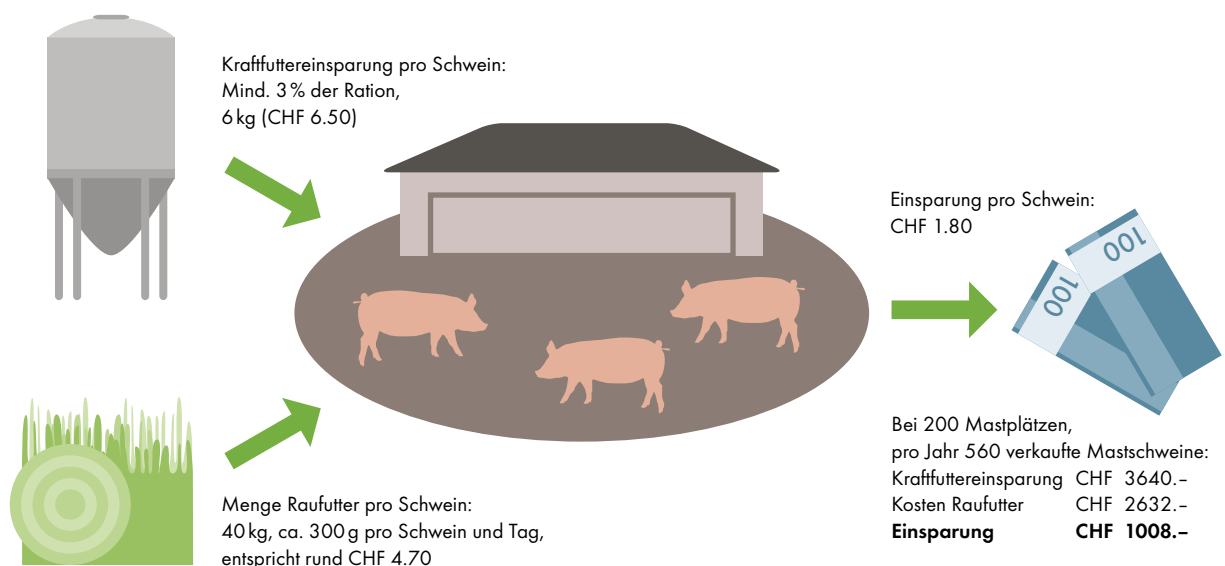 Kraftfuttereinsparung pro Schwein:
Mind. 3 % der Ration,
6 kg (CHF 6.50)
Menge Raufutter pro Schwein:
40 kg, ca. 300 g pro Schwein und Tag,
entspricht rund CHF 4.70
Einsparung pro Schwein:
CHF 1.80
100
100
Bei 200 Mastplätzen,
pro Jahr 560 verkaufte Mastschweine:
Kraftfuttereinsparung CHF 3640.–
Kosten Raufutter CHF 2632.–
Einsparung CHF 1008.–